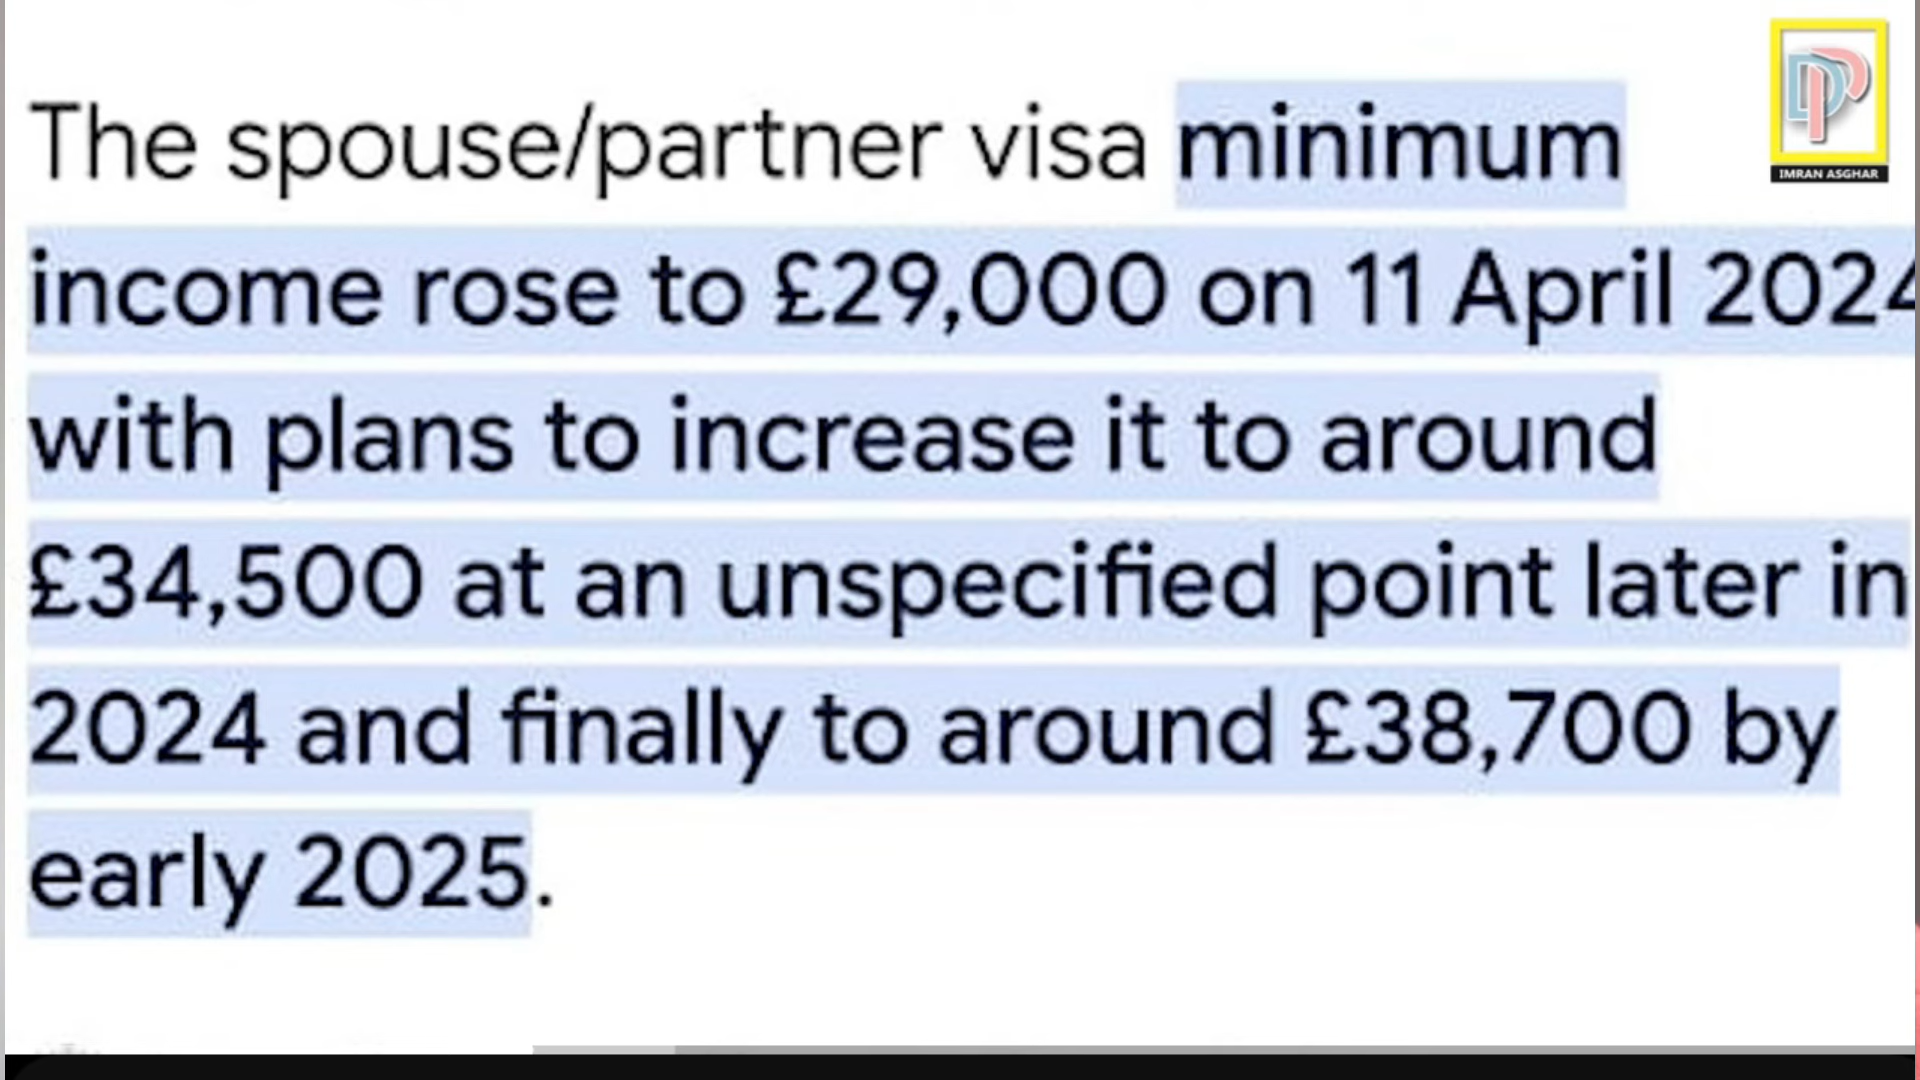 The spouse/partner visa minimum
income rose to £29,000 on 11 April 2024
with plans to increase it to around
£34,500 at an unspecified point later in
2024 and finally to around £38,700 by
early 2025.
DP
IMRAN ASGHAR